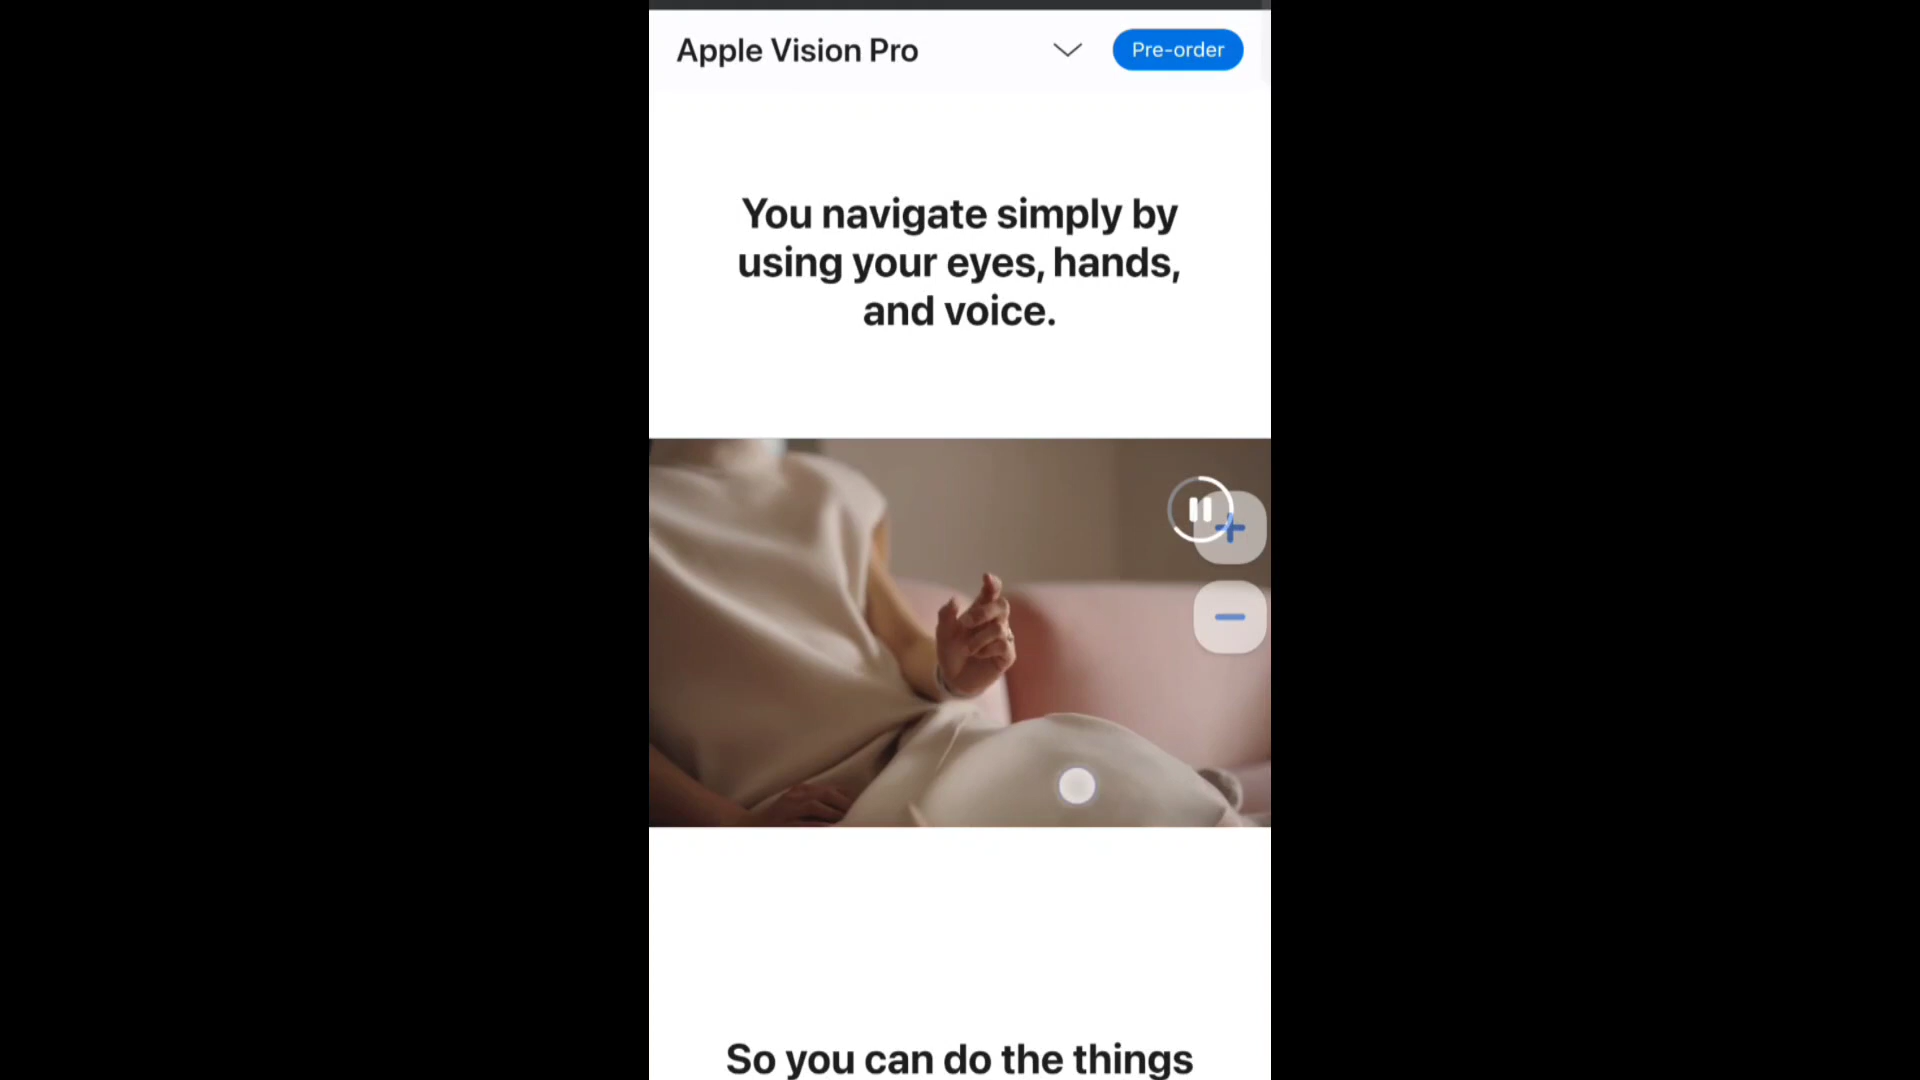 Apple Vision Pro
Pre-order
You navigate simply by
using your eyes, hands,
and voice.
So you can do the things